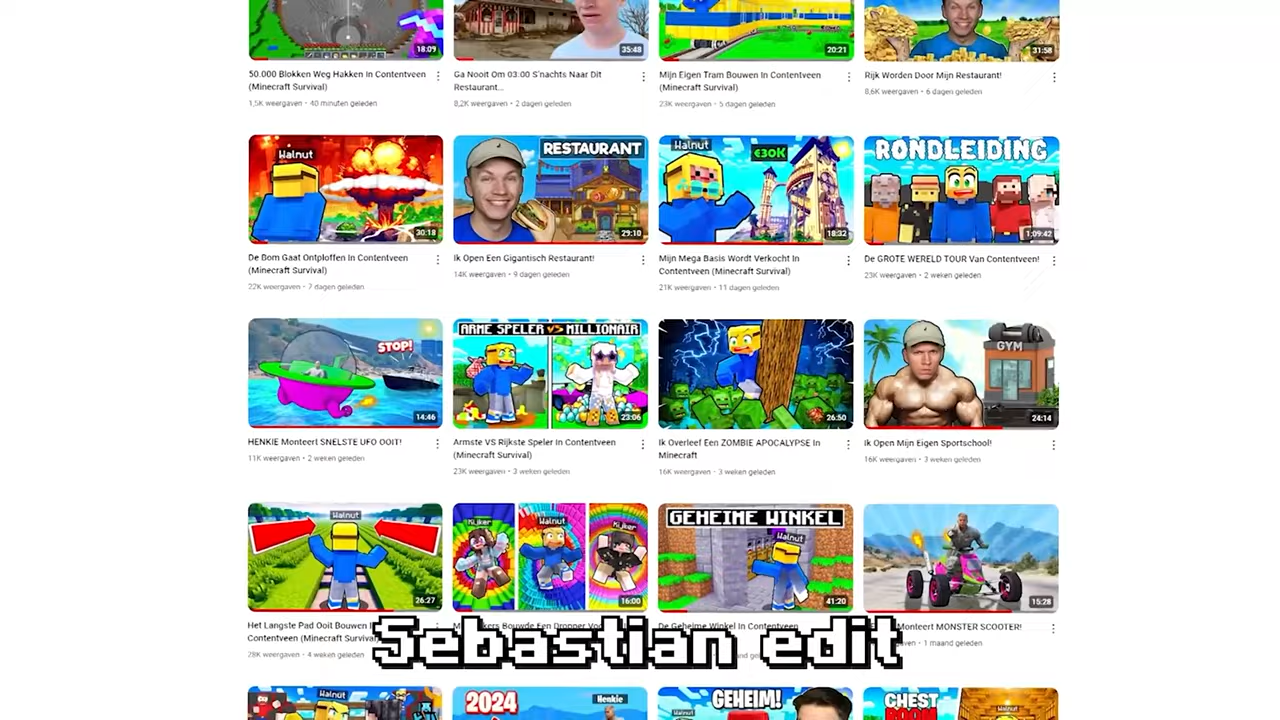 18:09
35:48
20:21
31:58
50.000 Blokken Weg Hakken In Contentveen
(Minecraft Survival)
1,5K weergaven • 40 minuten geleden
Ga Nooit Om 03:00 S'nachts Naar Dit
Restaurant...
8,2K weergaven • 2 dagen geleden
Mijn Eigen Tram Bouwen In Contentveen
(Minecraft Survival)
23K weergaven • 5 dagen geleden
Rijk Worden Door Mijn Restaurant!
8,6K weergaven • 6 dagen geleden
Walnut
30:18
RESTAURANT
29:10
Walnut
€30K
18:32
RONDLEIDING
1:09:42
De Bom Gaat Ontploffen In Contentveen
(Minecraft Survival)
22K weergaven • 7 dagen geleden
Ik Open Een Gigantisch Restaurant!
14K weergaven • 9 dagen geleden
Mijn Mega Basis Wordt Verkocht In
Contentveen (Minecraft Survival)
21K weergaven • 11 dagen geleden
De GROTE WERELD TOUR Van Contentveen!
23K weergaven • 2 weken geleden
STOP!
14:46
ARME SPELER VS MILLIONAIR
23:06
26:50
GYM
24:14
HENKIE Monteert SNELSTE UFO OOIT!
11K weergaven • 2 weken geleden
Armste VS Rijkste Speler In Contentveen
(Minecraft Survival)
23K weergaven • 3 weken geleden
Ik Overleef Een ZOMBIE APOCALYPSE In
Minecraft
16K weergaven • 3 weken geleden
Ik Open Mijn Eigen Sportschool!
16K weergaven • 3 weken geleden
Walnut
26:27
Kijker
Walnut
Kijker
16:00
GEHEIME WINKEL
Walnut
41:20
15:28
Het Langste Pad Ooit Bouwen In
Contentveen (Minecraft Survival)
28K weergaven • 4 weken geleden
Bouwde Een Dropper
De Geheime Winkel In Contentveen
Monteert MONSTER SCOOTER!
1 maand geleden
Sebastian edit
Walnut
2024
Henkie
GEHEIM!
Walnut
CHEST
ROOM
Walnut